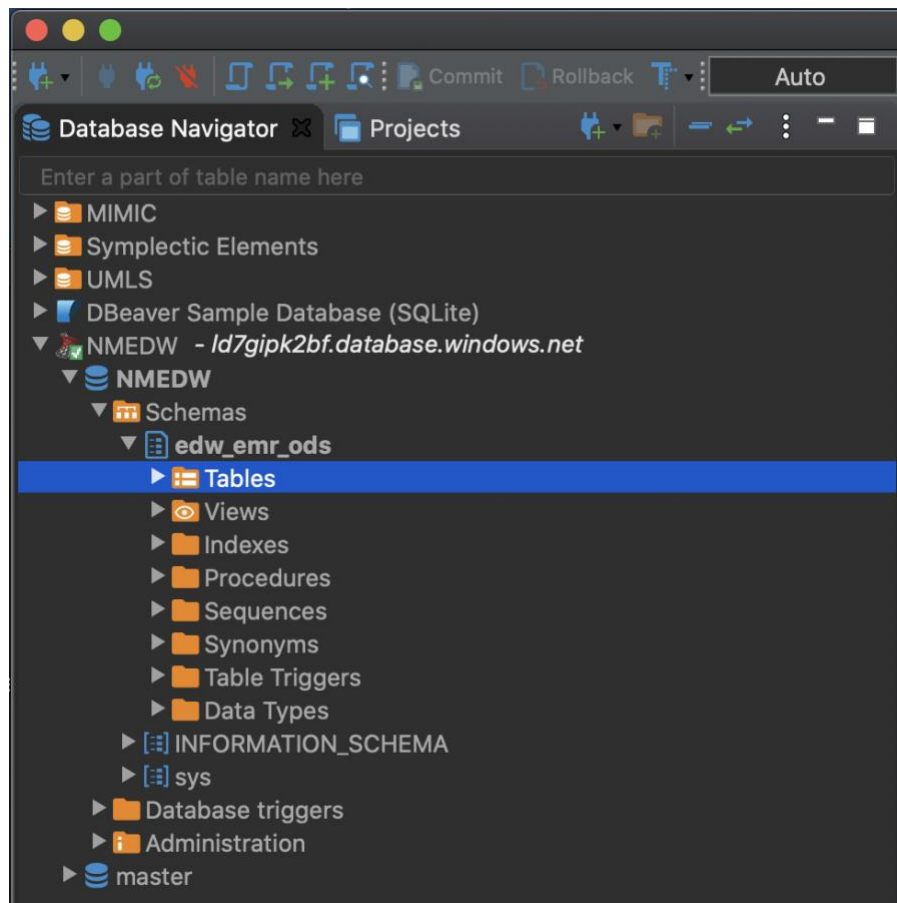 Commit Rollback Auto
Database Navigator Projects
Enter a part of table name here
MIMIC
Symplectic Elements
UMLS
DBeaver Sample Database (SQLite)
NMEDW - ld7gipk2bf.database.windows.net
NMEDW
Schemas
edw_emr_ods
Tables
Views
Indexes
Procedures
Sequences
Synonyms
Table Triggers
Data Types
INFORMATION_SCHEMA
sys
Database triggers
Administration
master